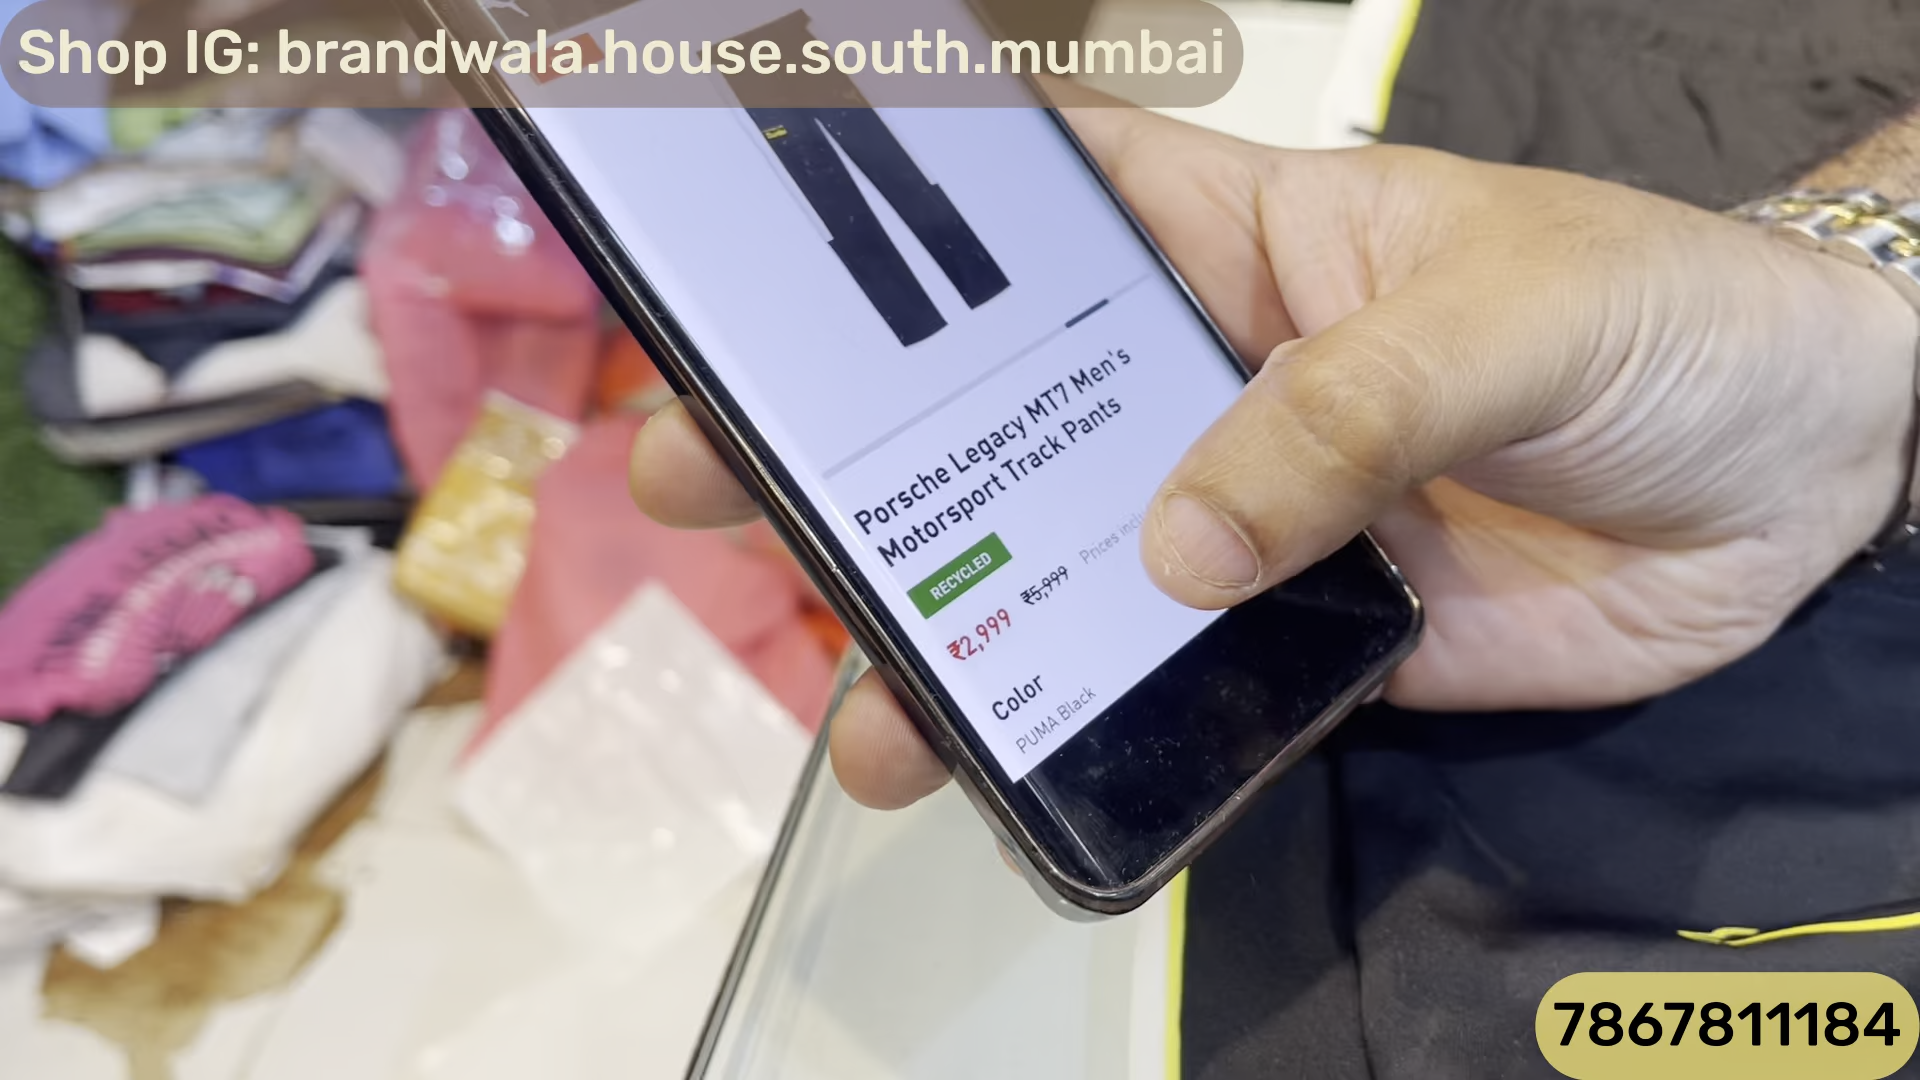 Shop IG: brandwala.house.south.mumbai
Porsche Legacy MT7 Men's
Motorsport Track Pants
RECYCLED
₹2,999 ₹5,999 Prices
Color
PUMA Black
7867811184